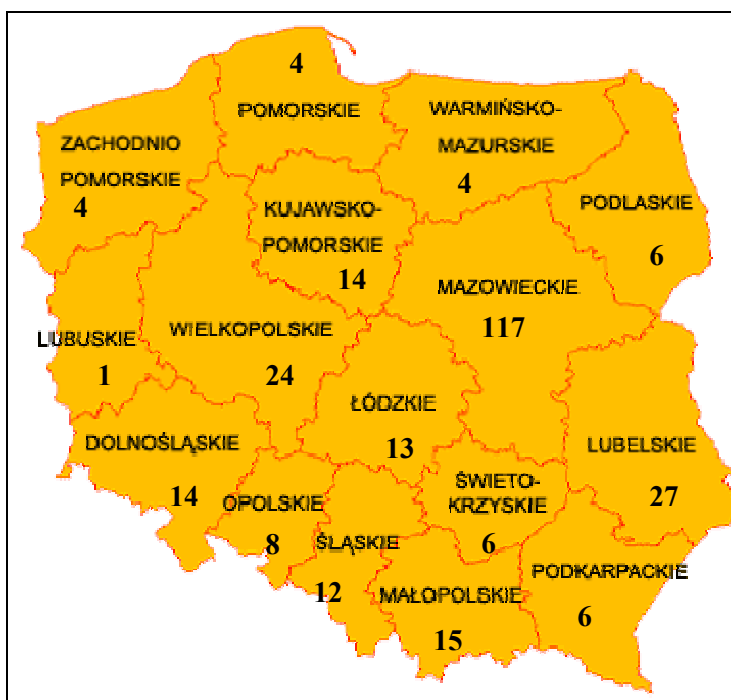 4
POMORSKIE
WARMIŃSKO-
MAZURSKIE
4
ZACHODNIO
POMORSKIE
4
KUJAWSKO-
POMORSKIE
14
PODLASKIE
6
MAZOWIECKIE
117
LUBUSKIE
1
WIELKOPOLSKIE
24
ŁÓDZKIE
13
DOLNOŚLĄSKIE
14
LUBELSKIE
27
OPOLSKIE
8
ŚLĄSKIE
12
ŚWIETO-
KRZYSKIE
6
MAŁOPOLSKIE
15
PODKARPACKIE
6